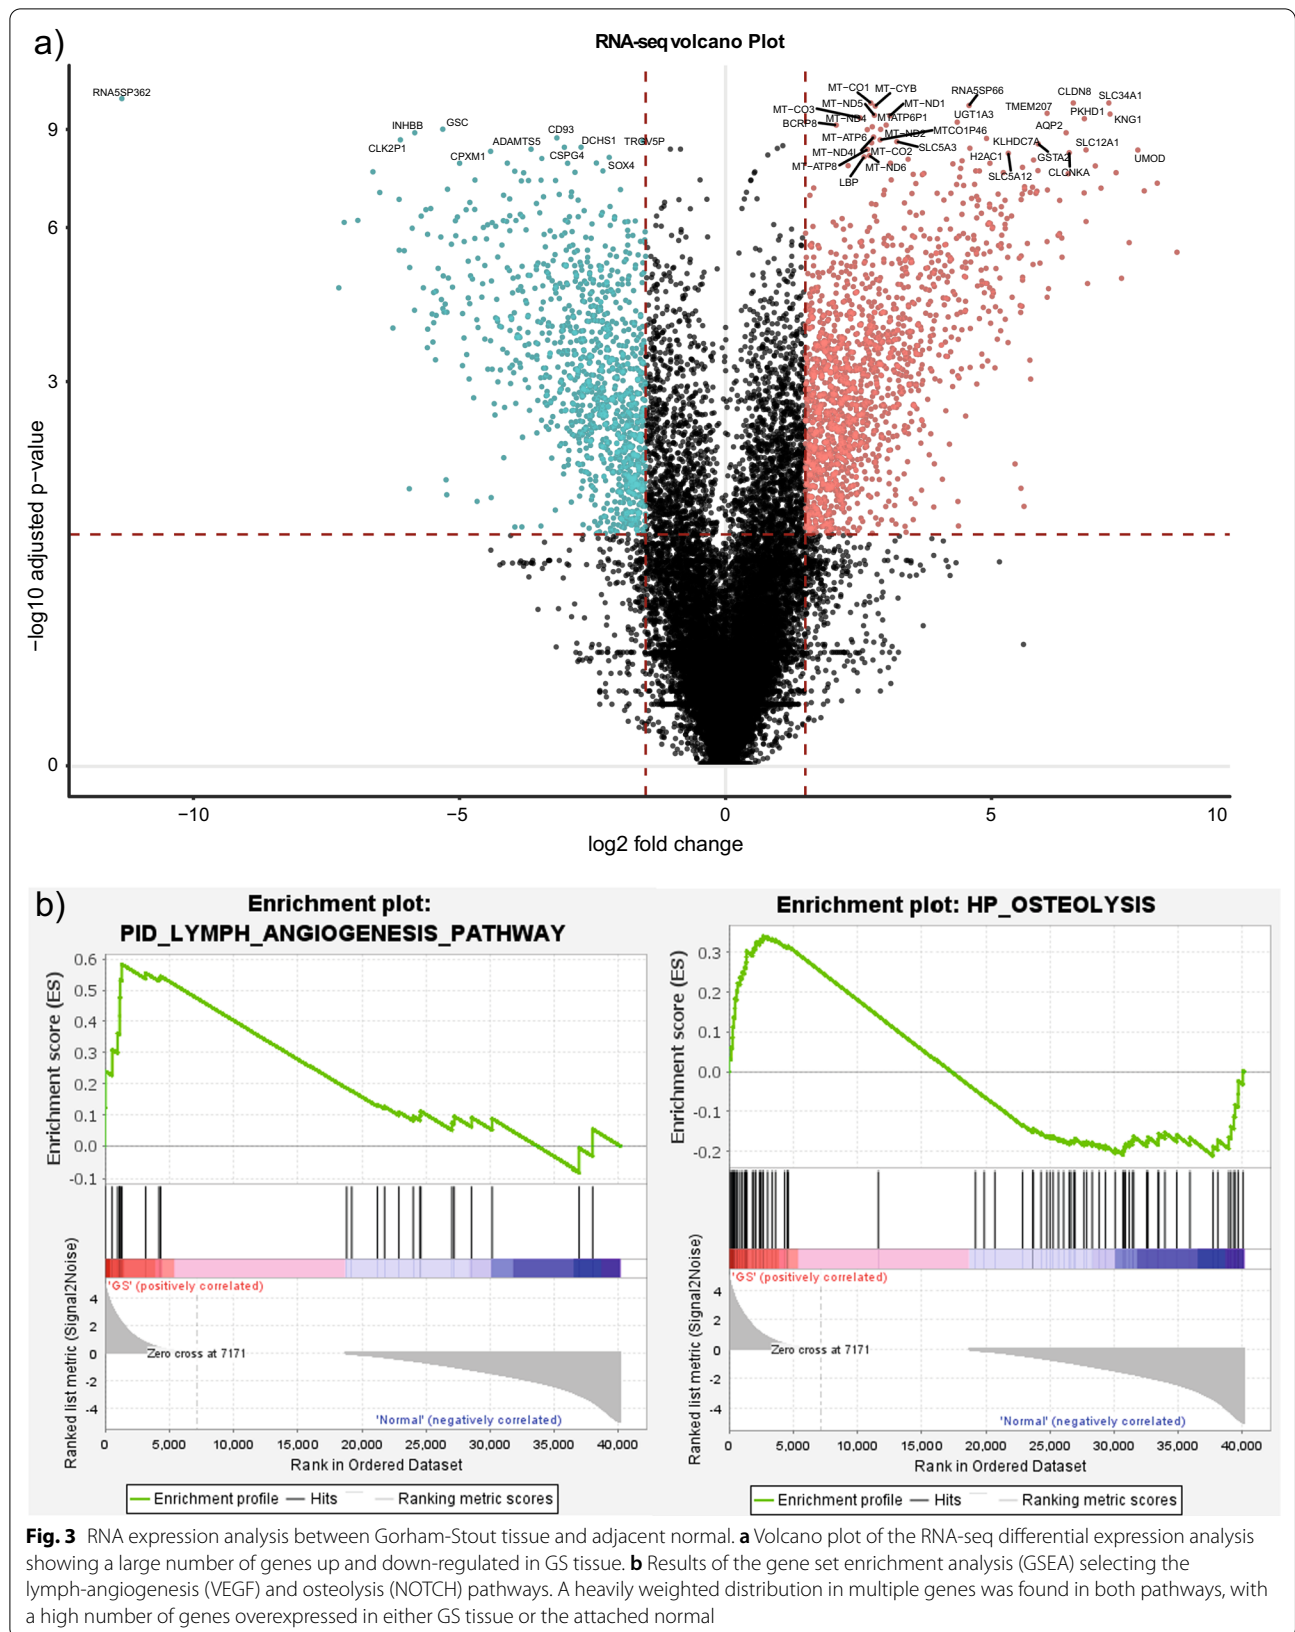 a)
RNA-seq volcano Plot
RNA5SP362
INHBB
GSC
CLK2P1
CPXM1
ADAMTS5
CD93
CSPG4
DCHS1
TRGV5P
SOX4
MT−CO1
MT−CYB
MT−CO3
MT−ND5
MT−ND1
BCRP8
MT−ND4
MTATP6P1
MT−ATP6
MT−ND2
MTCO1P46
MT−ND4L
MT−CO2
SLC5A3
MT−ATP8
MT−ND6
LBP
RNA5SP66
UGT1A3
TMEM207
CLDN8
SLC34A1
PKHD1
KNG1
AQP2
KLHDC7A
SLC12A1
H2AC1
GSTA2
UMOD
SLC5A12
CLCNKA
9
6
3
0
−log10 adjusted p−value
−10
−5
0
5
10
log2 fold change
b)
Enrichment plot:
PID_LYMPH_ANGIOGENESIS_PATHWAY
Enrichment score (ES)
0.6
0.5
0.4
0.3
0.2
0.1
0.0
-0.1
'GS' (positively correlated)
Ranked list metric (Signal2Noise)
4
2
0
-2
-4
Zero cross at 7171
'Normal' (negatively correlated)
0 5,000 10,000 15,000 20,000 25,000 30,000 35,000 40,000
Rank in Ordered Dataset
Enrichment profile Hits Ranking metric scores
Enrichment plot: HP_OSTEOLYSIS
Enrichment score (ES)
0.3
0.2
0.1
0.0
-0.1
-0.2
'GS' (positively correlated)
Ranked list metric (Signal2Noise)
4
2
0
-2
-4
Zero cross at 7171
'Normal' (negatively correlated)
0 5,000 10,000 15,000 20,000 25,000 30,000 35,000 40,000
Rank in Ordered Dataset
Enrichment profile Hits Ranking metric scores
Fig. 3 RNA expression analysis between Gorham-Stout tissue and adjacent normal. a Volcano plot of the RNA-seq differential expression analysis
showing a large number of genes up and down-regulated in GS tissue. b Results of the gene set enrichment analysis (GSEA) selecting the
lymph-angiogenesis (VEGF) and osteolysis (NOTCH) pathways. A heavily weighted distribution in multiple genes was found in both pathways, with
a high number of genes overexpressed in either GS tissue or the attached normal